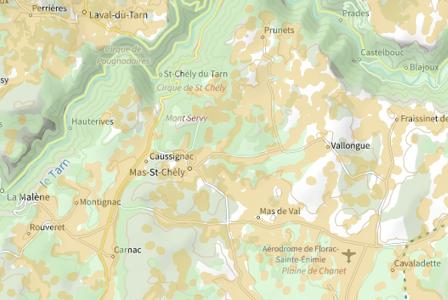 Perrières
Laval-du-Tarn
Prades
Prunets
Cirque de
Pougnadoires
Castelbouc
Blajoux
St-Chély du Tarn
Cirque de St Chely
Hauterives
Mont Servy
Fraissinet de
Vallongue
Caussignac
Mas-St-Chély
le Tarn
La Malène
Montignac
Mas de Val
Rouveret
Carnac
Aérodrome de Florac-
Sainte-Énimie
Plaine de Chanet
Cavaladette